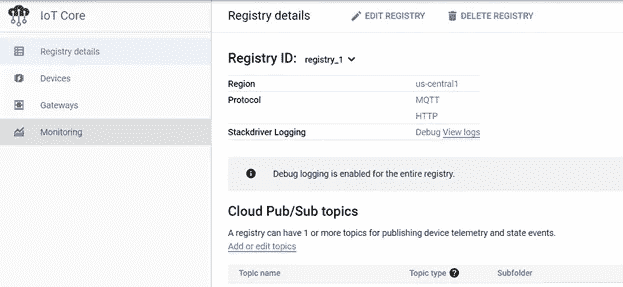 IoT Core
Registry details
Devices
Gateways
Monitoring
Registry details EDIT REGISTRY DELETE REGISTRY
Registry ID: registry_1
Region us-central1
Protocol MQTT
HTTP
Stackdriver Logging Debug View logs
Debug logging is enabled for the entire registry.
Cloud Pub/Sub topics
A registry can have 1 or more topics for publishing device telemetry and state events.
Add or edit topics
Topic name Topic type ? Subfolder